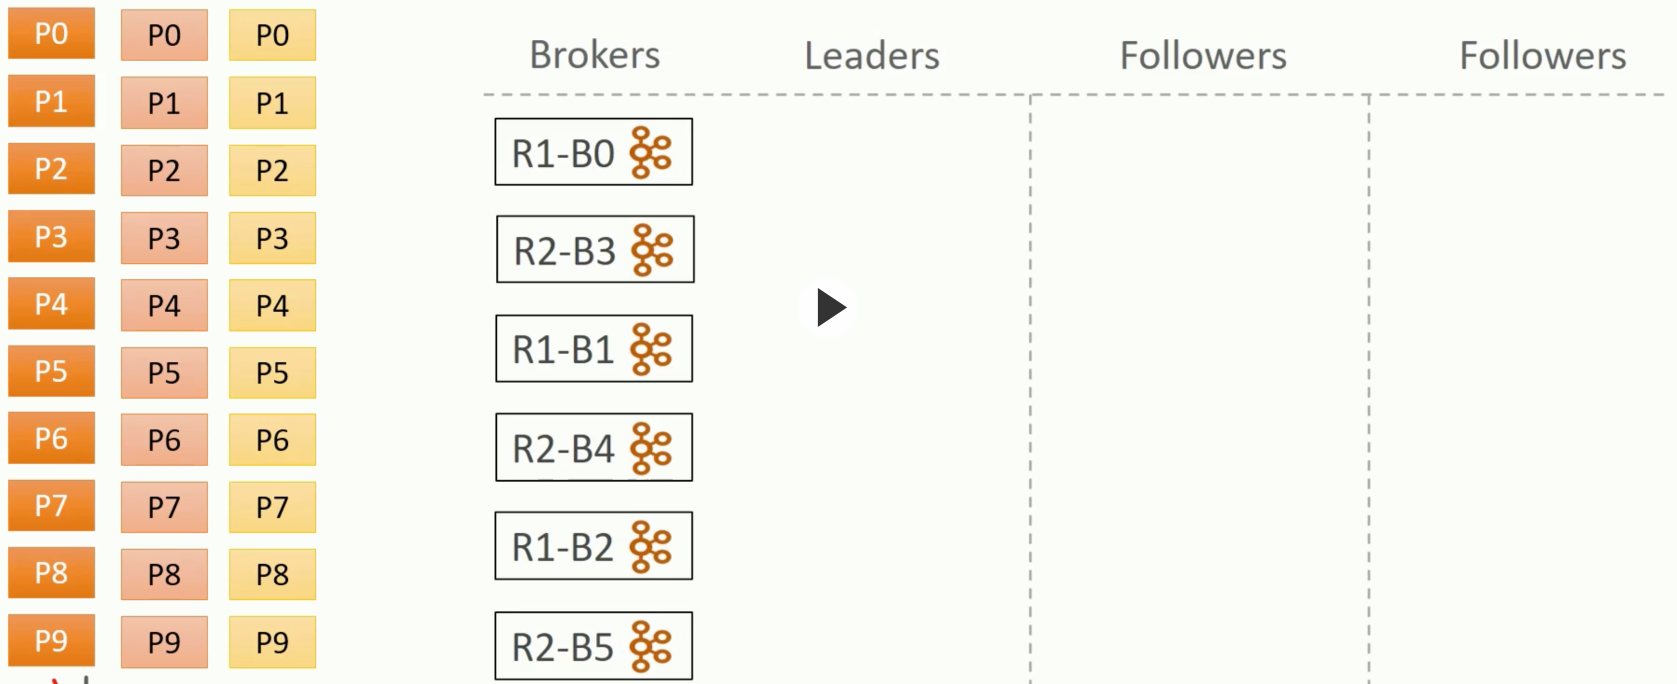 Brokers Leaders Followers Followers
P0 P0 P0
P1 P1 P1
P2 P2 P2
P3 P3 P3
P4 P4 P4
P5 P5 P5
P6 P6 P6
P7 P7 P7
P8 P8 P8
P9 P9 P9
R1-B0
R2-B3
R1-B1
R2-B4
R1-B2
R2-B5